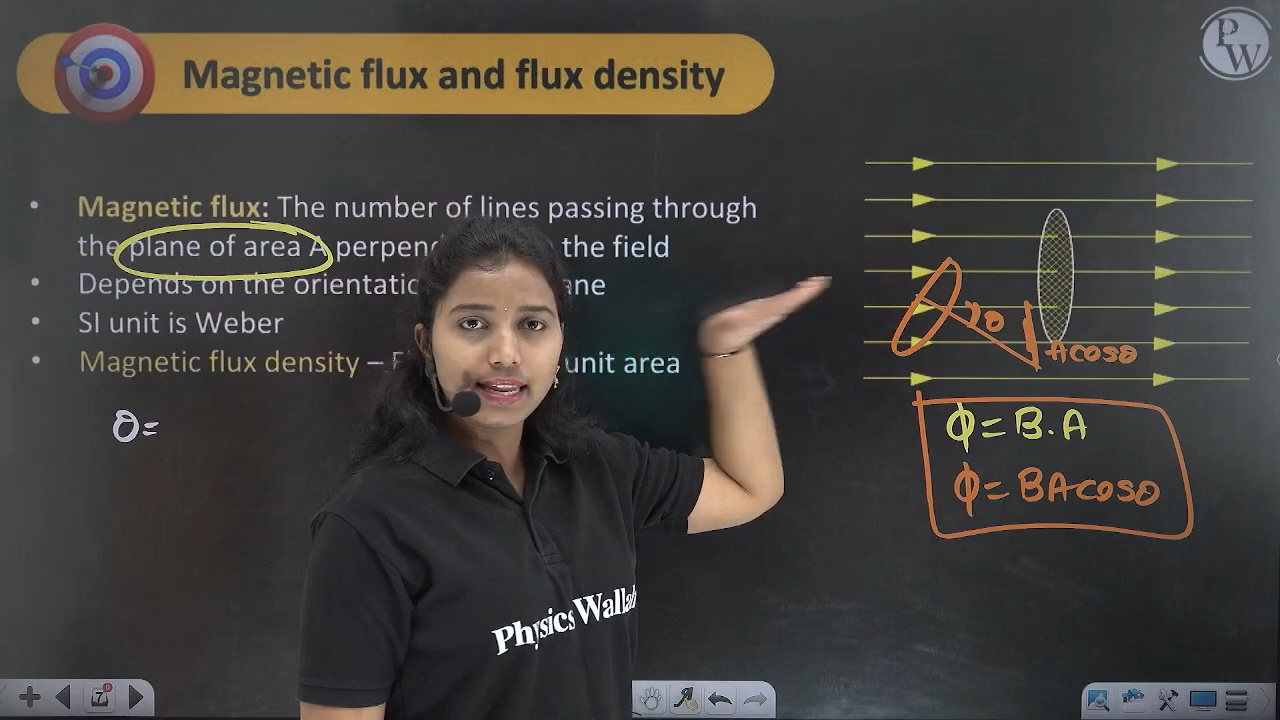 Magnetic flux and flux density
PW
• Magnetic flux: The number of lines passing through
the plane of area A perpend the field
• Depends on the orientatic ane
• SI unit is Weber
• Magnetic flux density – F unit area
θ=
θ
Acosθ
ϕ=B.A
ϕ=BAcosθ
Physics Wallah
7